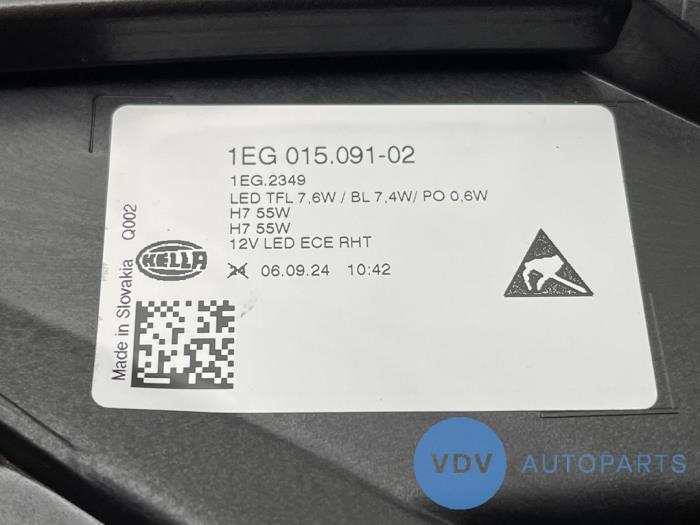 1EG 015.091-02
1EG.2349
LED TFL 7,6W / BL 7,4W/ PO 0,6W
H7 55W
H7 55W
12V LED ECE RHT
06.09.24 10:42
HELLA
Made in Slovakia Q002
VDV AUTOPARTS